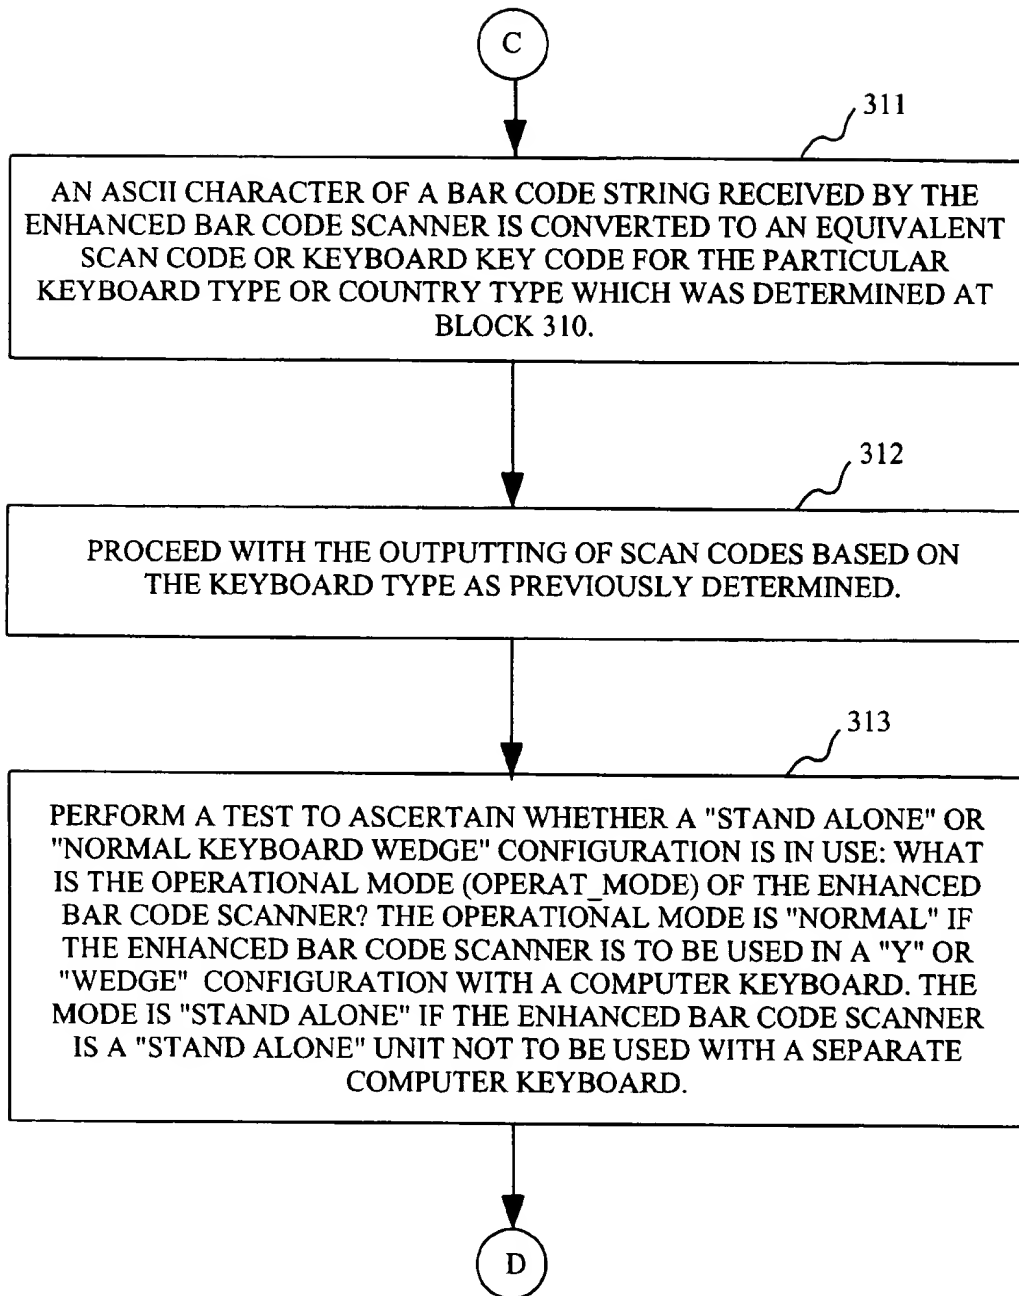 C
311
AN ASCII CHARACTER OF A BAR CODE STRING RECEIVED BY THE
ENHANCED BAR CODE SCANNER IS CONVERTED TO AN EQUIVALENT
SCAN CODE OR KEYBOARD KEY CODE FOR THE PARTICULAR
KEYBOARD TYPE OR COUNTRY TYPE WHICH WAS DETERMINED AT
BLOCK 310.
312
PROCEED WITH THE OUTPUTTING OF SCAN CODES BASED ON
THE KEYBOARD TYPE AS PREVIOUSLY DETERMINED.
313
PERFORM A TEST TO ASCERTAIN WHETHER A "STAND ALONE" OR
"NORMAL KEYBOARD WEDGE" CONFIGURATION IS IN USE: WHAT
IS THE OPERATIONAL MODE (OPERAT_MODE) OF THE ENHANCED
BAR CODE SCANNER? THE OPERATIONAL MODE IS "NORMAL" IF
THE ENHANCED BAR CODE SCANNER IS TO BE USED IN A "Y" OR
"WEDGE" CONFIGURATION WITH A COMPUTER KEYBOARD. THE
MODE IS "STAND ALONE" IF THE ENHANCED BAR CODE SCANNER
IS A "STAND ALONE" UNIT NOT TO BE USED WITH A SEPARATE
COMPUTER KEYBOARD.
D